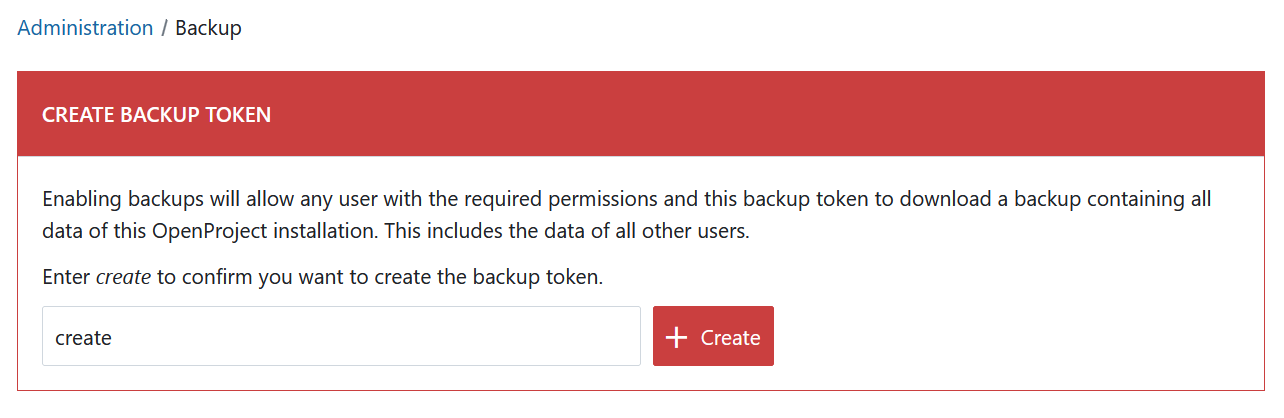 Administration / Backup
CREATE BACKUP TOKEN
Enabling backups will allow any user with the required permissions and this backup token to download a backup containing all
data of this OpenProject installation. This includes the data of all other users.
Enter create to confirm you want to create the backup token.
create
+ Create